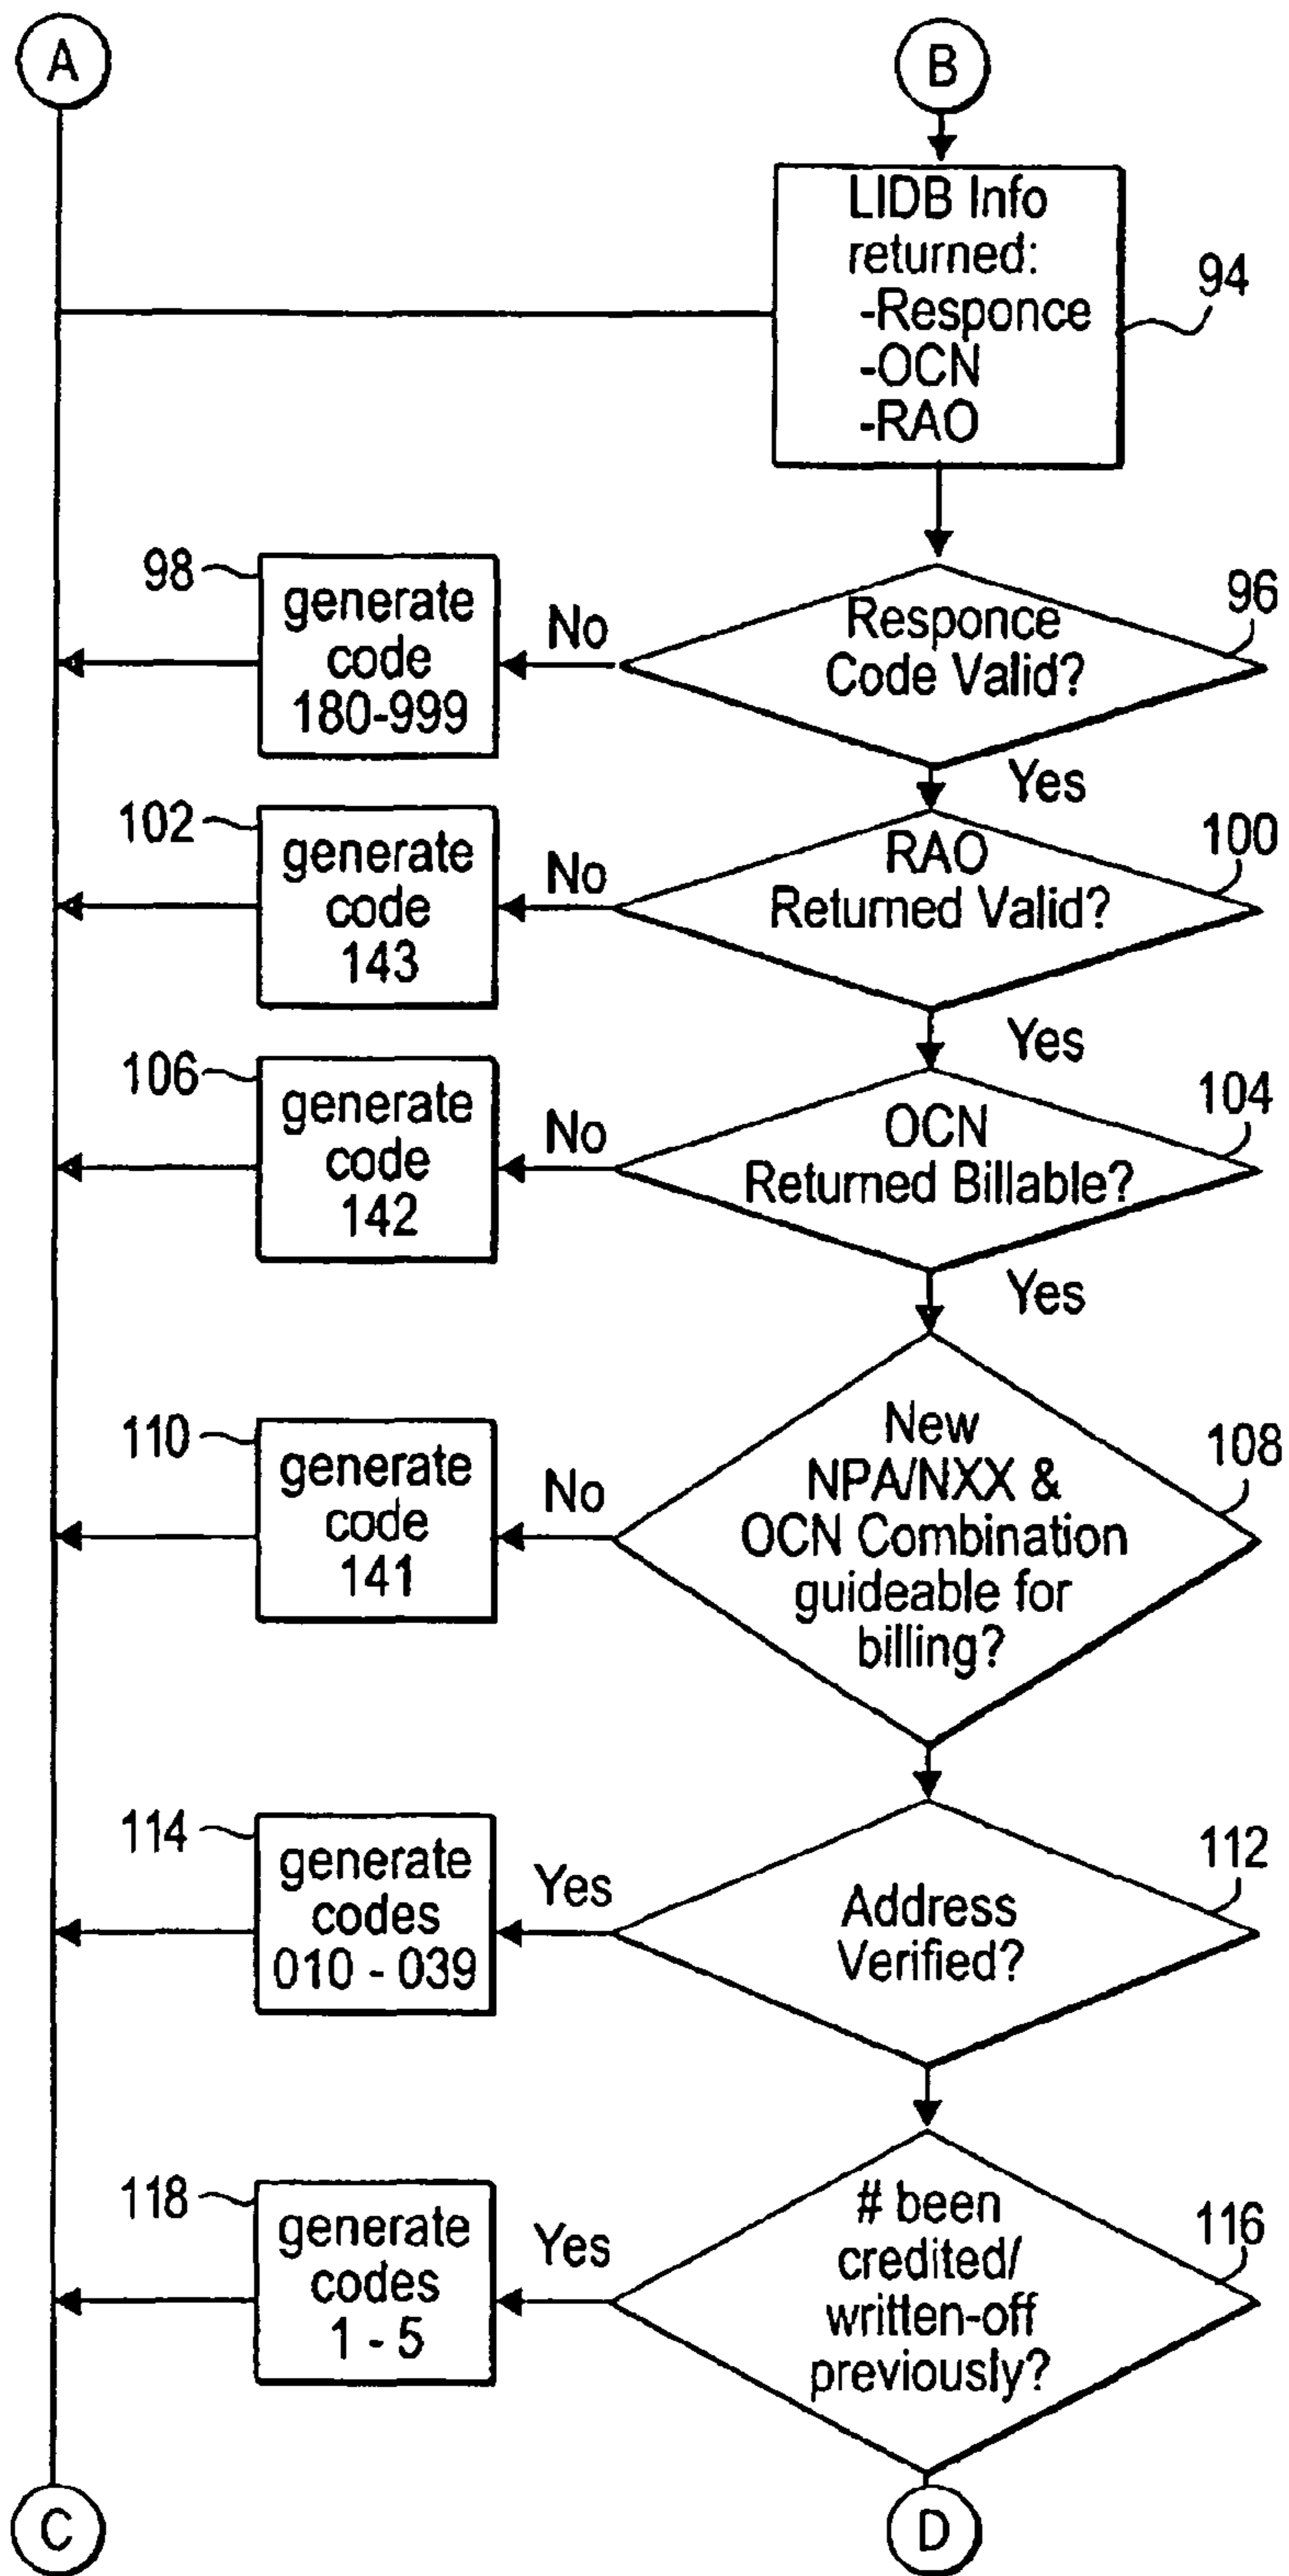 A
B
LIDB Info
returned:
-Responce
-OCN
-RAO
94
98
generate
code
180-999
No
Responce
Code Valid?
96
Yes
102
generate
code
143
No
RAO
Returned Valid?
100
Yes
106
generate
code
142
No
OCN
Returned Billable?
104
Yes
110
generate
code
141
No
New
NPA/NXX &
OCN Combination
guideable for
billing?
108
114
generate
codes
010 - 039
Yes
Address
Verified?
112
118
generate
codes
1 - 5
Yes
# been
credited/
written-off
previously?
116
C
D